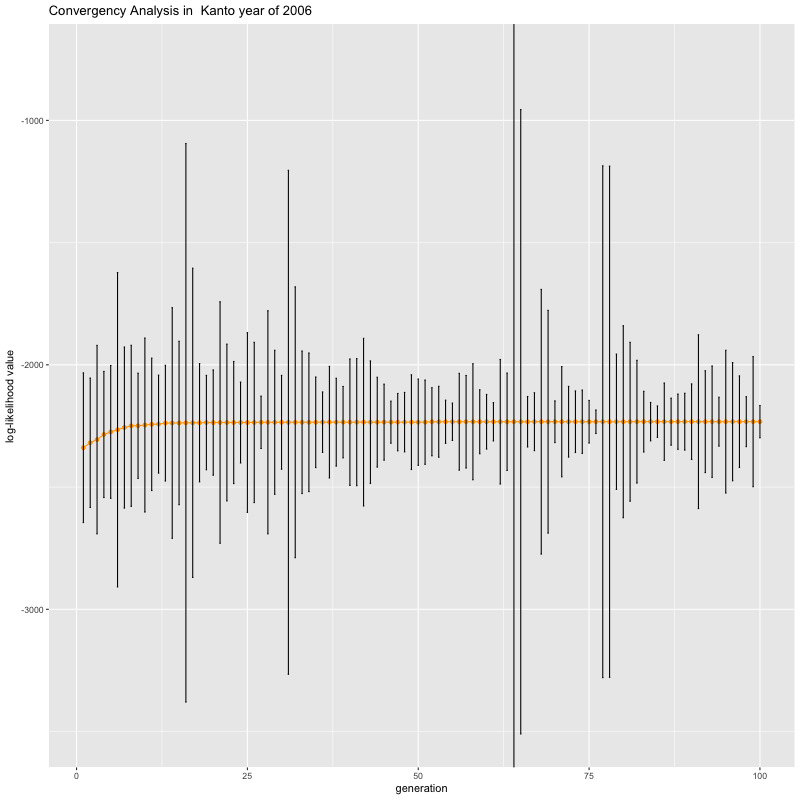 Convergency Analysis in  Kanto year of 2006
-1000
-2000
-3000
log-likelihood value
0 25 50 75 100
generation